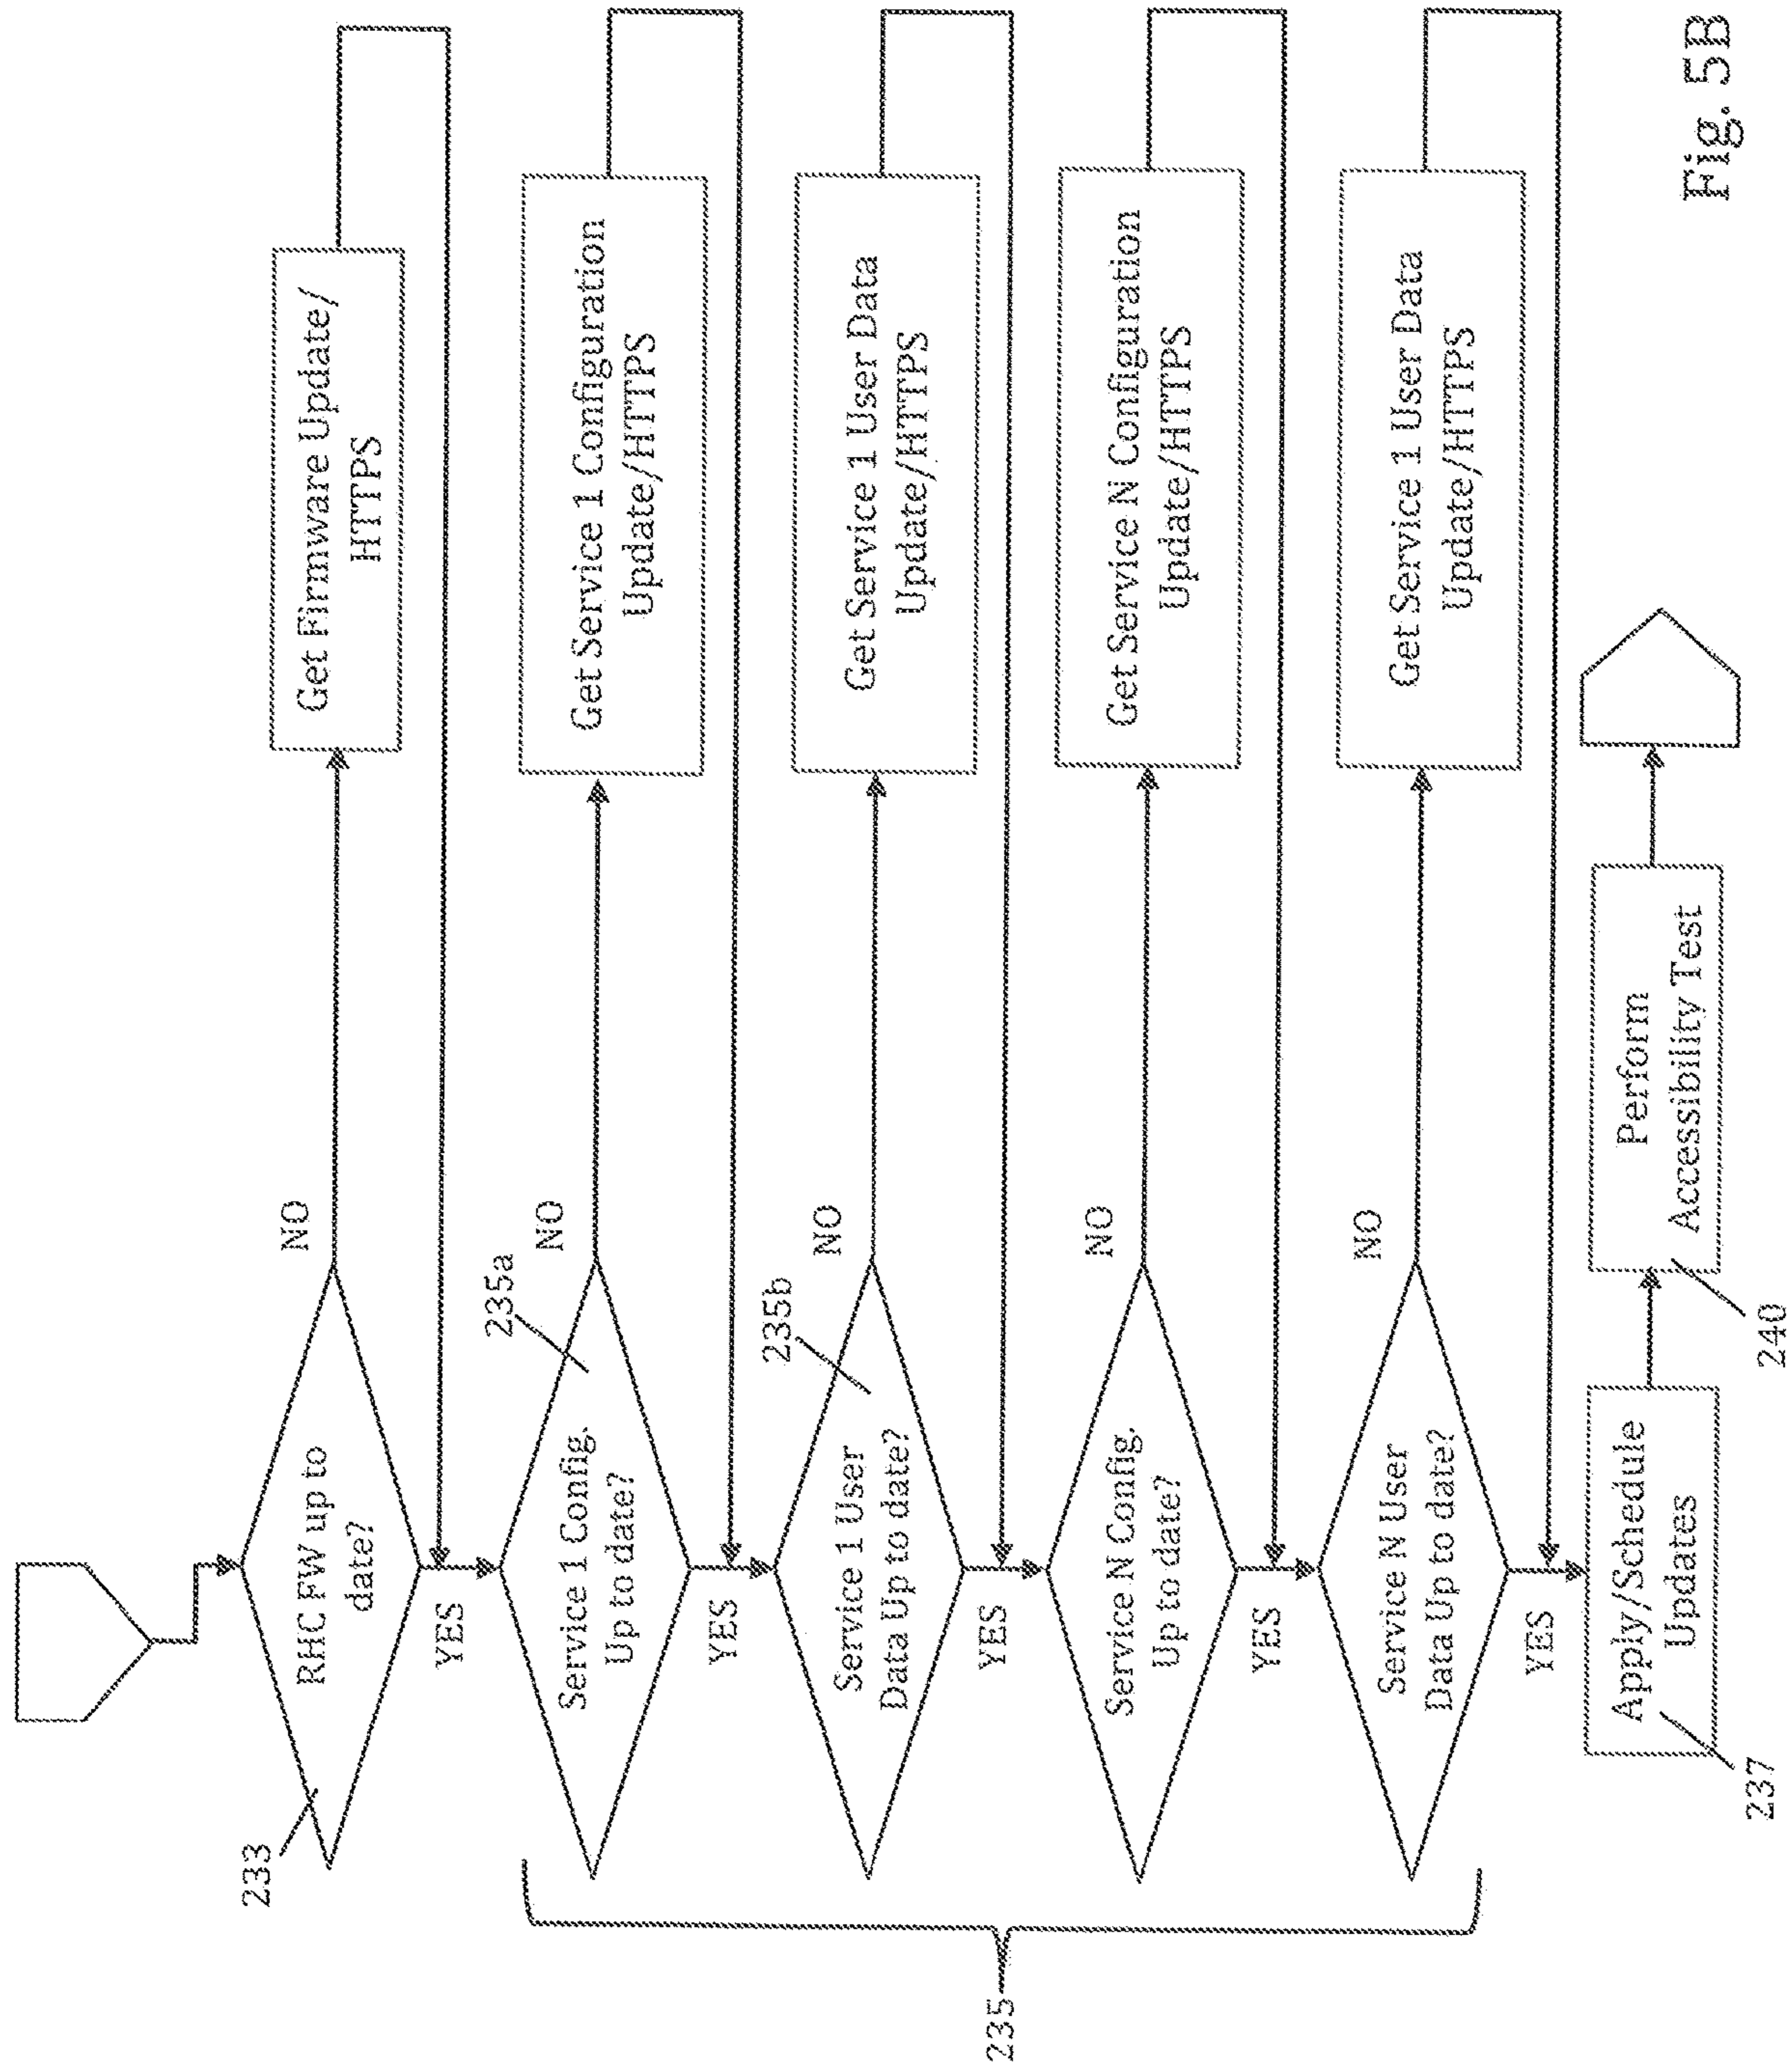 233
RHC FW up to
date?
NO
Get Firmware Update/
HTTPS
YES
235a
Service 1 Config.
Up to date?
NO
Get Service 1 Configuration
Update/HTTPS
YES
235b
Service 1 User
Data Up to date?
NO
Get Service 1 User Data
Update/HTTPS
YES
235
Service N Config.
Up to date?
NO
Get Service N Configuration
Update/HTTPS
YES
Service N User
Data Up to date?
NO
Get Service 1 User Data
Update/HTTPS
YES
Apply/Schedule
Updates
237
Perform
Accessibility Test
240
Fig. 5B